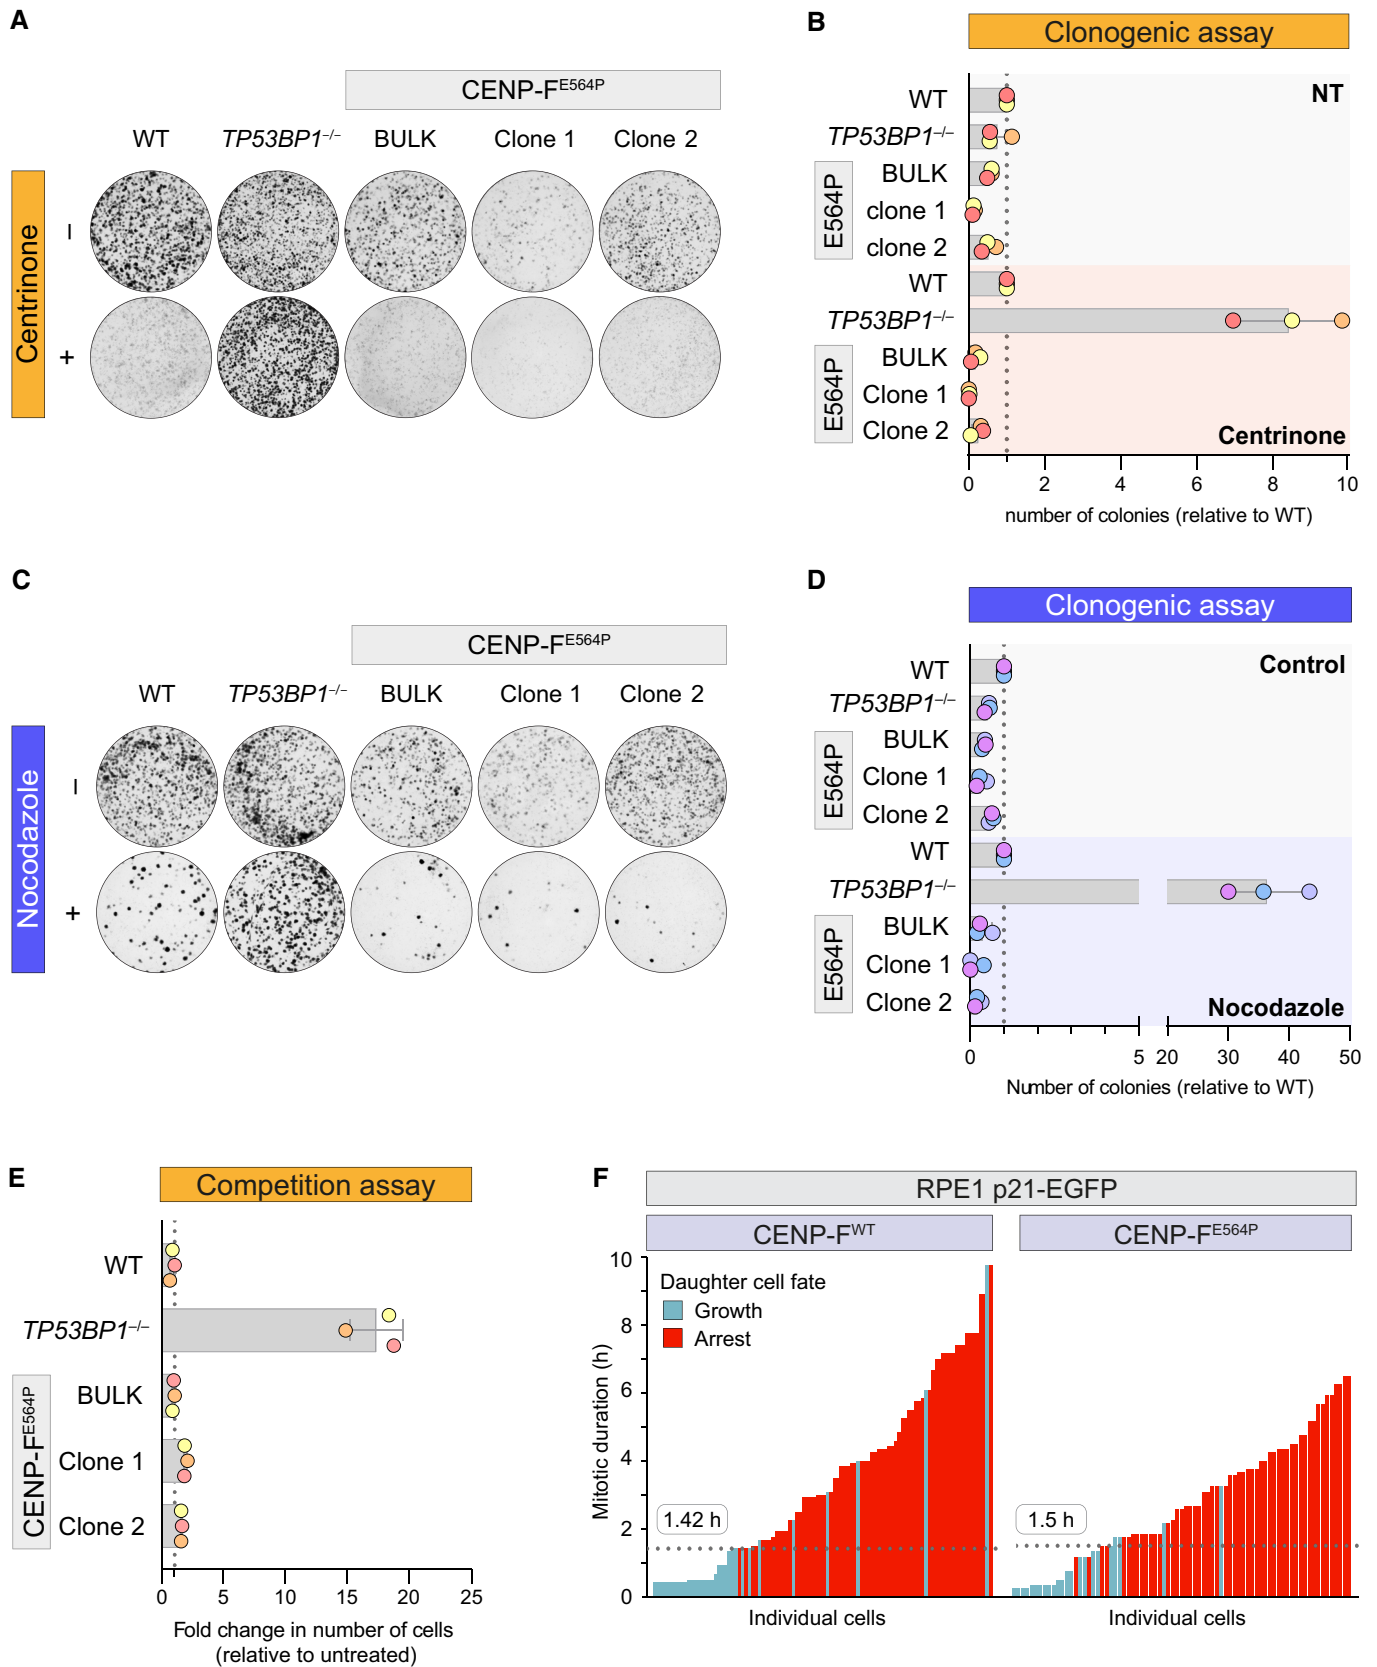 A
CENP-F^E564P
WT TP53BP1–/– BULK Clone 1 Clone 2
Centrinone
–
+
B
Clonogenic assay
NT
WT
TP53BP1–/–
E564P
BULK
clone 1
clone 2
WT
TP53BP1–/–
E564P
BULK
Clone 1
Clone 2
Centrinone
0 2 4 6 8 10
number of colonies (relative to WT)
C
CENP-F^E564P
WT TP53BP1–/– BULK Clone 1 Clone 2
Nocodazole
–
+
D
Clonogenic assay
Control
WT
TP53BP1–/–
E564P
BULK
Clone 1
Clone 2
WT
TP53BP1–/–
E564P
BULK
Clone 1
Clone 2
Nocodazole
0 5 20 30 40 50
Number of colonies (relative to WT)
E
Competition assay
WT
TP53BP1–/–
CENP-F^E564P
BULK
Clone 1
Clone 2
0 5 10 15 20 25
Fold change in number of cells
(relative to untreated)
F
RPE1 p21-EGFP
CENP-F^WT CENP-F^E564P
Mitotic duration (h)
10
8
6
4
2
0
Daughter cell fate
Growth
Arrest
1.42 h
1.5 h
Individual cells Individual cells